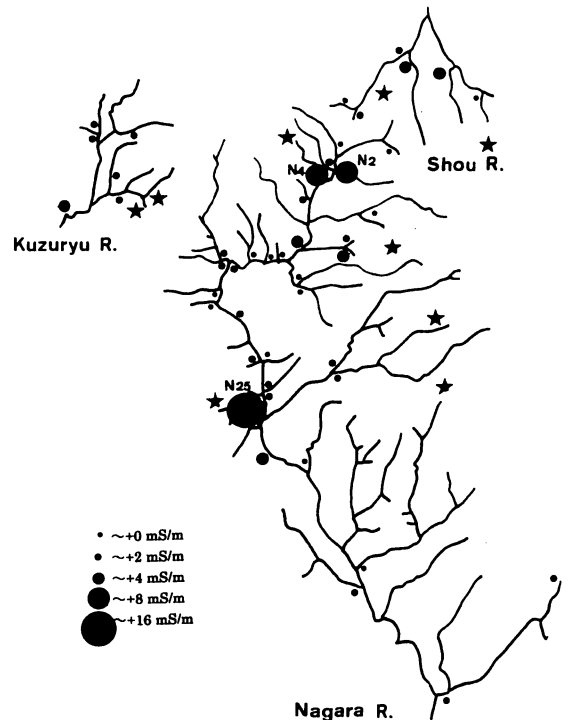 N4
N2
Shou R.
Kuzuryu R.
N25
~+0 mS/m
~+2 mS/m
~+4 mS/m
~+8 mS/m
~+16 mS/m
Nagara R.